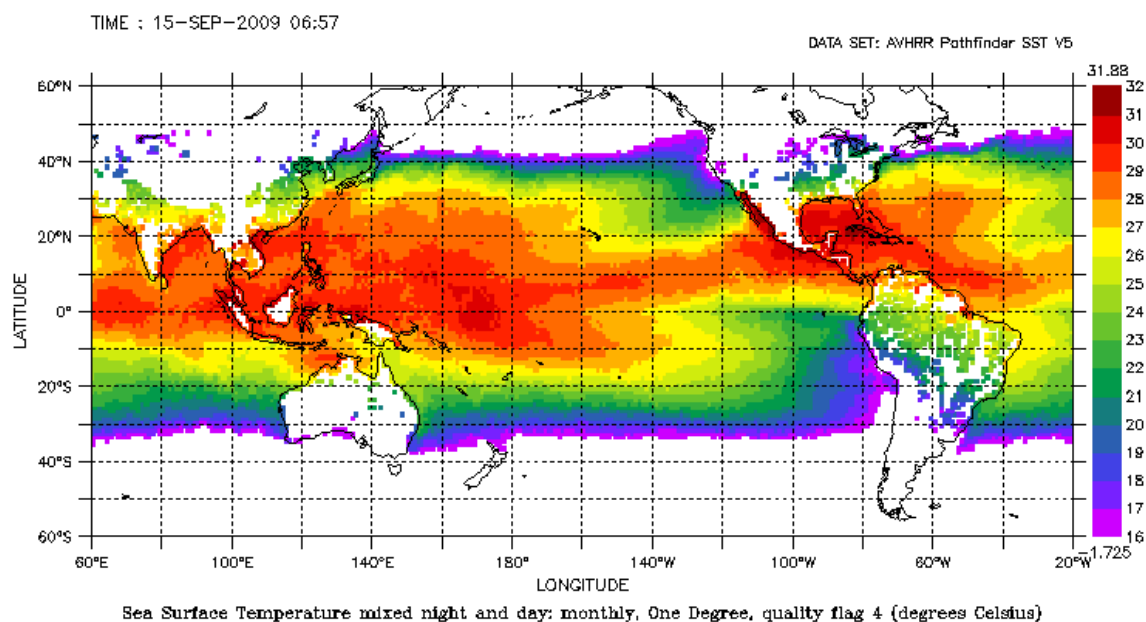 TIME : 15-SEP-2009 06:57
DATA SET: AVHRR Pathfinder SST V5
31.88
60°N
40°N
20°N
0°
20°S
40°S
60°S
LATITUDE
32
31
30
29
28
27
26
25
24
23
22
21
20
19
18
17
16
-1.725
60°E
100°E
140°E
180°
140°W
100°W
60°W
20°W
LONGITUDE
Sea Surface Temperature mixed night and day: monthly, One Degree, quality flag 4 (degrees Celsius)